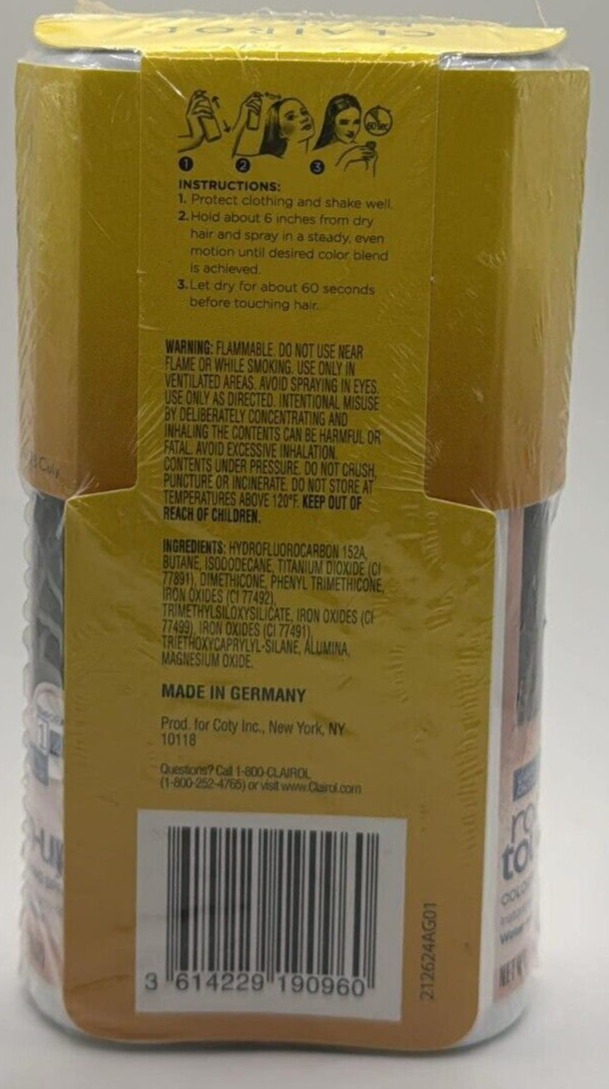 CLAIROL
60 SEC
1 2 3
INSTRUCTIONS:
1. Protect clothing and shake well.
2. Hold about 6 inches from dry
hair and spray in a steady, even
motion until desired color blend
is achieved.
3. Let dry for about 60 seconds
before touching hair.
WARNING: FLAMMABLE. DO NOT USE NEAR
FLAME OR WHILE SMOKING. USE ONLY IN
VENTILATED AREAS. AVOID SPRAYING IN EYES.
USE ONLY AS DIRECTED. INTENTIONAL MISUSE
BY DELIBERATELY CONCENTRATING AND
INHALING THE CONTENTS CAN BE HARMFUL OR
FATAL. AVOID EXCESSIVE INHALATION.
CONTENTS UNDER PRESSURE. DO NOT CRUSH,
PUNCTURE OR INCINERATE. DO NOT STORE AT
TEMPERATURES ABOVE 120°F. KEEP OUT OF
REACH OF CHILDREN.
INGREDIENTS: HYDROFLUOROCARBON 152A,
BUTANE, ISODODECANE, TITANIUM DIOXIDE (CI
77891), DIMETHICONE, PHENYL TRIMETHICONE,
IRON OXIDES (CI 77492),
TRIMETHYLSILOXYSILICATE, IRON OXIDES (CI
77499), IRON OXIDES (CI 77491),
TRIETHOXYCAPRYLYL-SILANE, ALUMINA,
MAGNESIUM OXIDE.
MADE IN GERMANY
Prod. for Coty Inc., New York, NY
10118
Questions? Call 1-800-CLAIROL
(1-800-252-4765) or visit www.Clairol.com
3 614229 190960
212624AG01